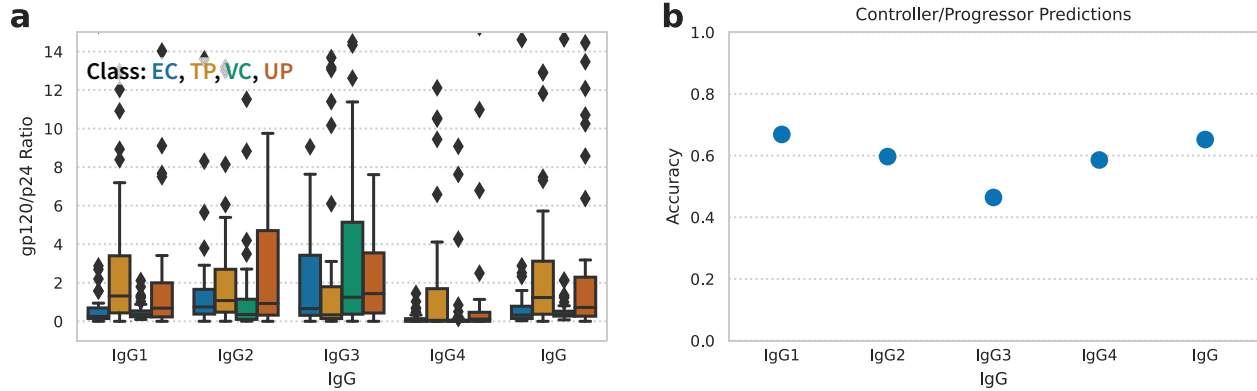 a
14
12
10
8
6
4
2
0
gp120/p24 Ratio
Class: EC, TP, VC, UP
IgG1 IgG2 IgG3 IgG4 IgG
IgG
b
Controller/Progressor Predictions
1.0
0.8
0.6
0.4
0.2
0.0
Accuracy
IgG1 IgG2 IgG3 IgG4 IgG
IgG